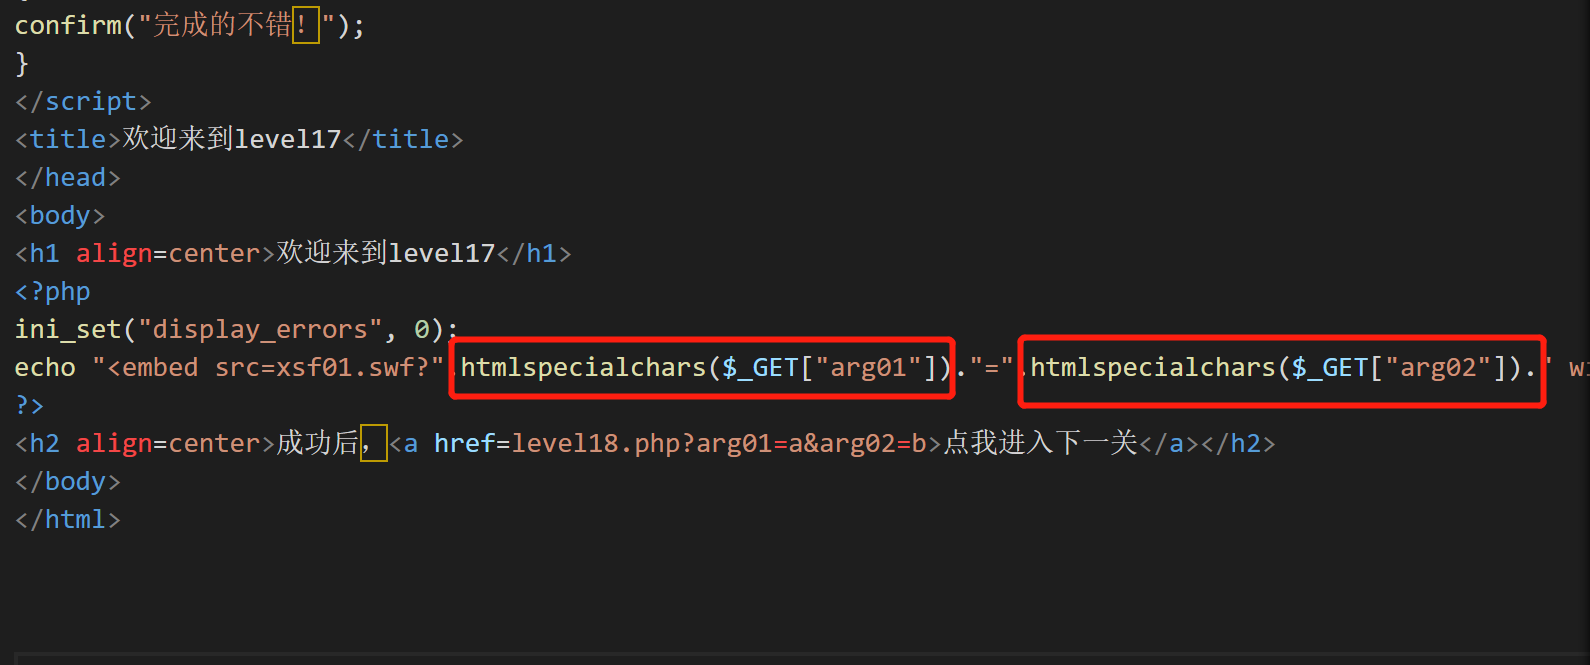 confirm("完成的不错！");
}
</script>
<title>欢迎来到level17</title>
</head>
<body>
<h1 align=center>欢迎来到level17</h1>
<?php
ini_set("display_errors", 0);
echo "<embed src=xsf01.swf?".htmlspecialchars($_GET["arg01"])."=".htmlspecialchars($_GET["arg02"])." wi
?>
<h2 align=center>成功后，<a href=level18.php?arg01=a&arg02=b>点我进入下一关</a></h2>
</body>
</html>